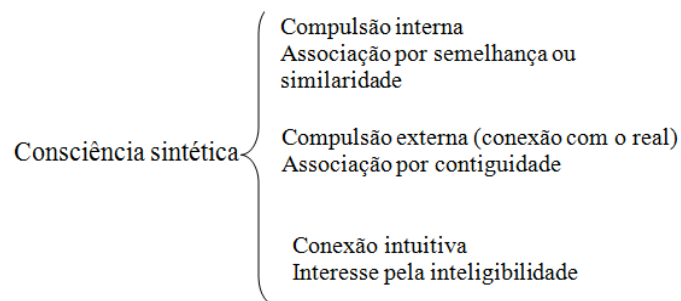 Compulsão interna
Associação por semelhança ou
similaridade
Consciência sintética
Compulsão externa (conexão com o real)
Associação por contiguidade
Conexão intuitiva
Interesse pela inteligibilidade